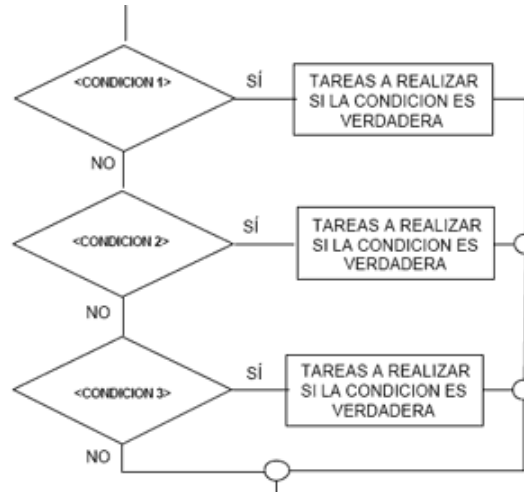 <CONDICION 1>
SÍ
TAREAS A REALIZAR
SI LA CONDICION ES
VERDADERA
NO
<CONDICION 2>
SÍ
TAREAS A REALIZAR
SI LA CONDICION ES
VERDADERA
NO
<CONDICION 3>
SÍ
TAREAS A REALIZAR
SI LA CONDICION ES
VERDADERA
NO